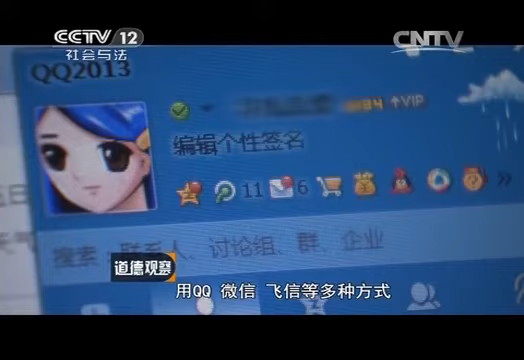 CCTV 12
社会与法
CNTV
QQ2013
VIP
编辑个性签名
11 6
搜索:联系人、讨论组、群、企业
道德观察
用QQ 微信 飞信等多种方式